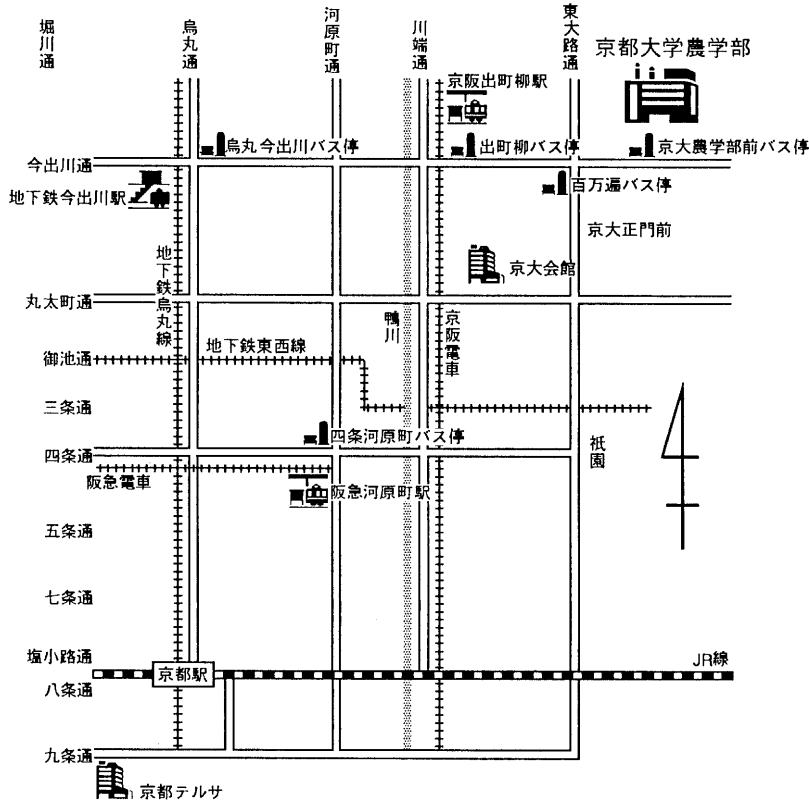 堀川通
烏丸通
河原町通
川端通
東大路通
京都大学農学部
京阪出町柳駅
烏丸今出川バス停
出町柳バス停
京大農学部前バス停
今出川通
地下鉄今出川駅
百万遍バス停
京大正門前
京大会館
地下鉄烏丸線
丸太町通
鴨川
京阪電車
地下鉄東西線
御池通
三条通
四条河原町バス停
四条通
祇園
阪急電車
阪急河原町駅
五条通
七条通
塩小路通
JR線
京都駅
八条通
九条通
京都テルサ